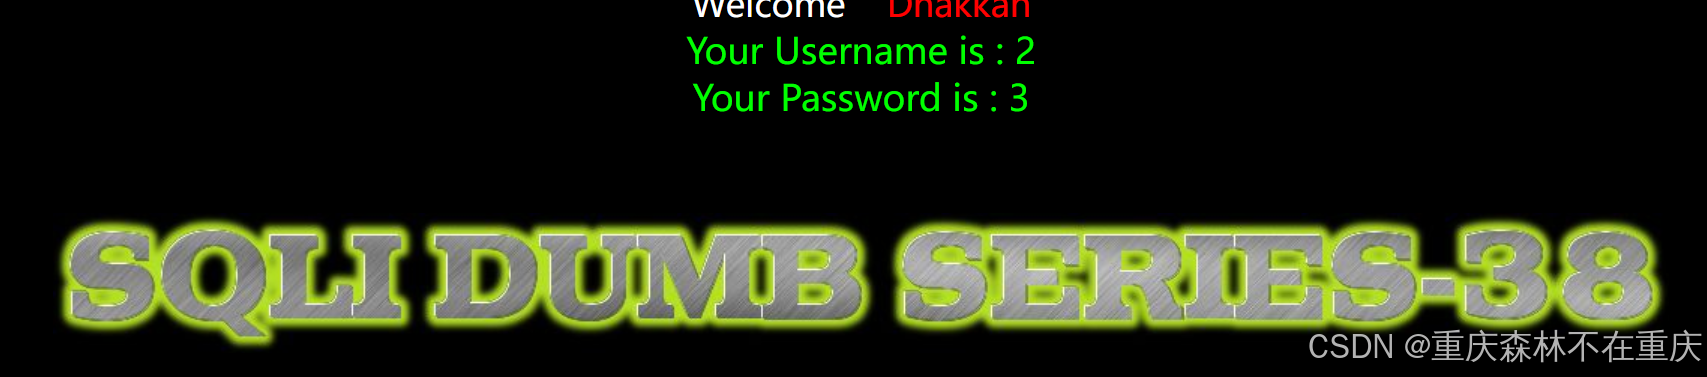 Welcome    Dhakkan
Your Username is : 2
Your Password is : 3
SQLI DUMB SERIES-38
CSDN @重庆森林不在重庆